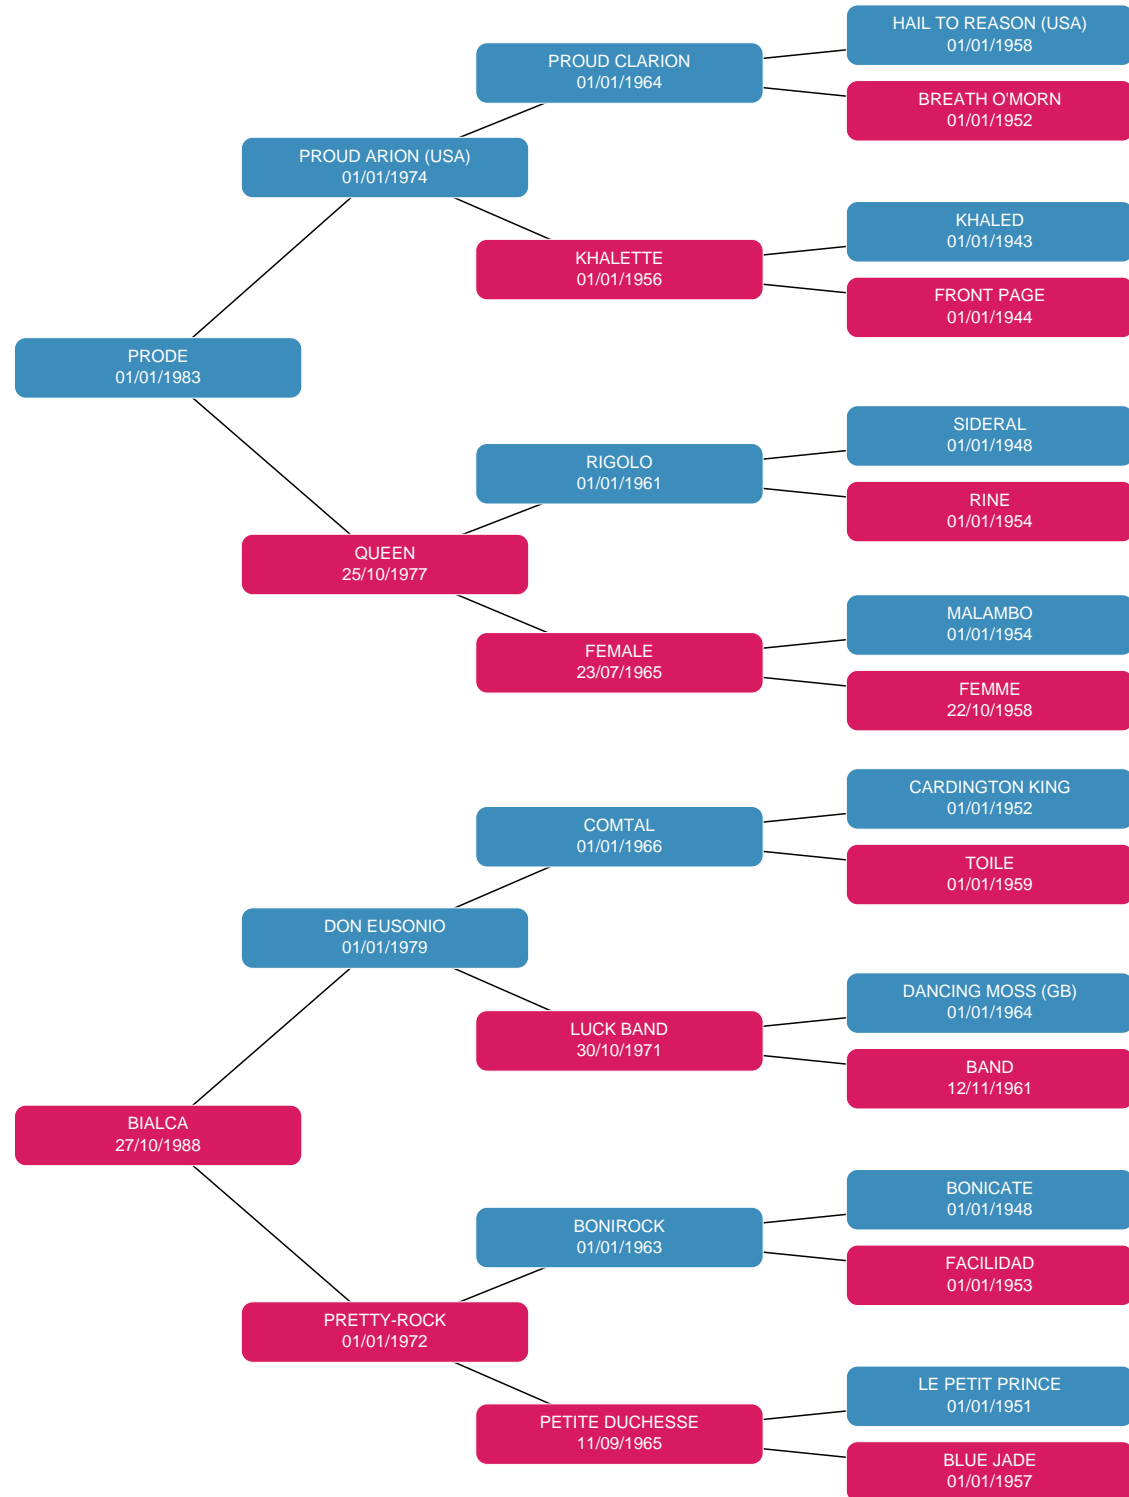 HAIL TO REASON (USA)
01/01/1958
PROUD CLARION
01/01/1964
BREATH O'MORN
01/01/1952
PROUD ARION (USA)
01/01/1974
KHALED
01/01/1943
KHALETTE
01/01/1956
FRONT PAGE
01/01/1944
PRODE
01/01/1983
SIDERAL
01/01/1948
RIGOLO
01/01/1961
RINE
01/01/1954
QUEEN
25/10/1977
MALAMBO
01/01/1954
FEMALE
23/07/1965
FEMME
22/10/1958
CARDINGTON KING
01/01/1952
COMTAL
01/01/1966
TOILE
01/01/1959
DON EUSONIO
01/01/1979
DANCING MOSS (GB)
01/01/1964
LUCK BAND
30/10/1971
BAND
12/11/1961
BIALCA
27/10/1988
BONICATE
01/01/1948
BONIROCK
01/01/1963
FACILIDAD
01/01/1953
PRETTY-ROCK
01/01/1972
LE PETIT PRINCE
01/01/1951
PETITE DUCHESSE
11/09/1965
BLUE JADE
01/01/1957